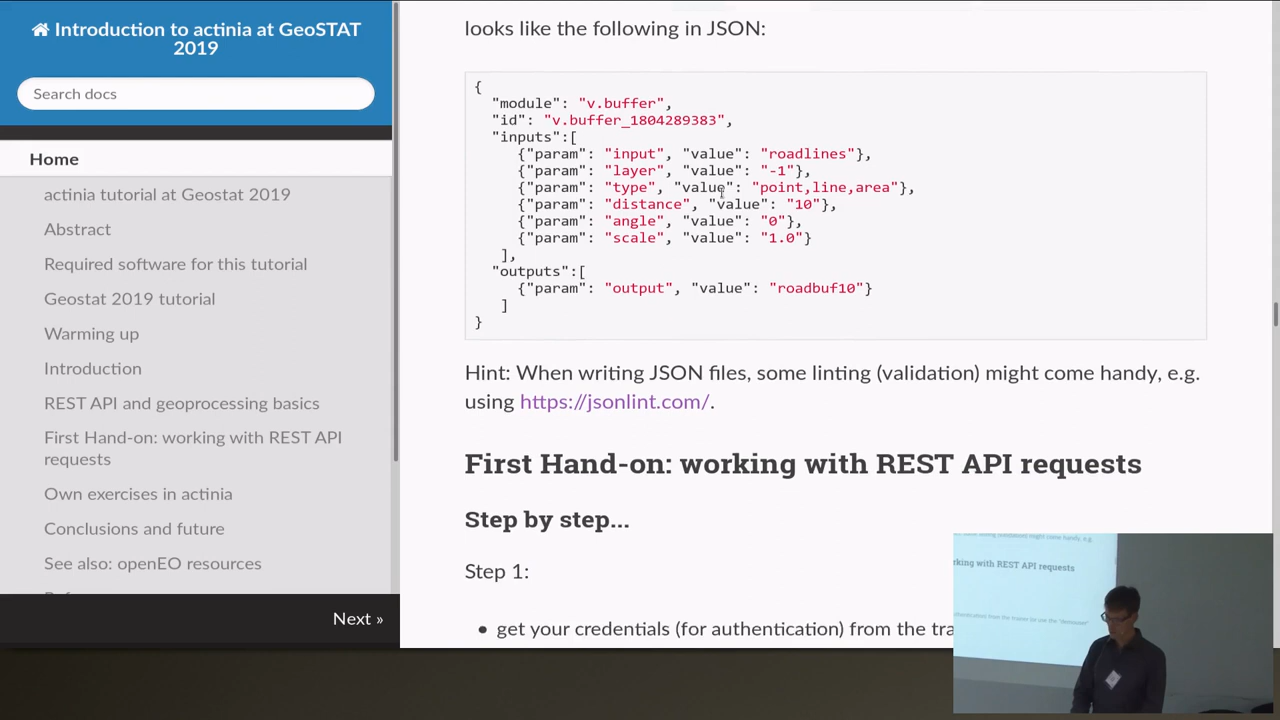 Introduction to actinia at GeoSTAT
2019
Search docs
Home
actinia tutorial at Geostat 2019
Abstract
Required software for this tutorial
Geostat 2019 tutorial
Warming up
Introduction
REST API and geoprocessing basics
First Hand-on: working with REST API
requests
Own exercises in actinia
Conclusions and future
See also: openEO resources
Next »
looks like the following in JSON:
{
"module": "v.buffer",
"id": "v.buffer_1804289383",
"inputs":[
{"param": "input", "value": "roadlines"},
{"param": "layer", "value": "-1"},
{"param": "type", "value": "point,line,area"},
{"param": "distance", "value": "10"},
{"param": "angle", "value": "0"},
{"param": "scale", "value": "1.0"}
],
"outputs":[
{"param": "output", "value": "roadbuf10"}
]
}
Hint: When writing JSON files, some linting (validation) might come handy, e.g.
using https://jsonlint.com/.
First Hand-on: working with REST API requests
Step by step...
Step 1:
• get your credentials (for authentication) from the tra
rking with REST API requests